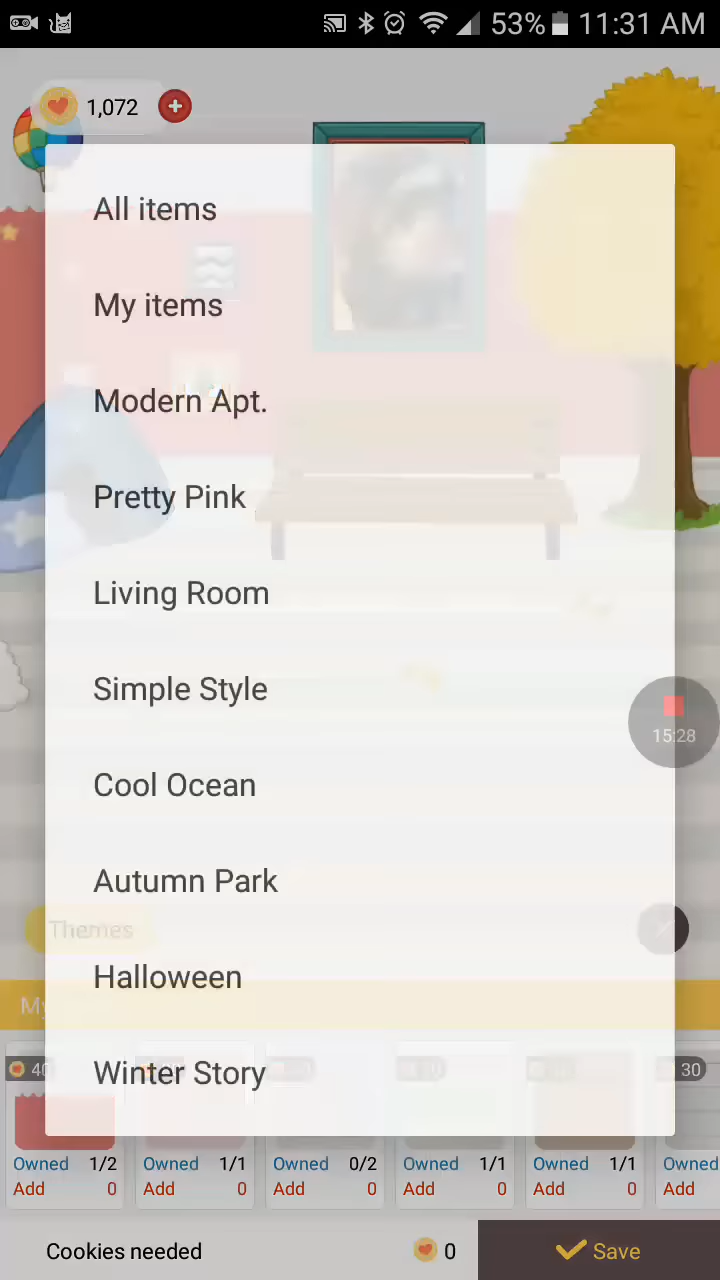 53% 11:31 AM
1,072
All items
My items
Modern Apt.
Pretty Pink
Living Room
Simple Style
Cool Ocean
15:28
Autumn Park
Themes
Halloween
My
Winter Story
40
30
Owned 1/2 Owned 1/1 Owned 0/2 Owned 1/1 Owned 1/1 Owned
Add 0 Add 0 Add 0 Add 0 Add 0 Add
Cookies needed 0 Save